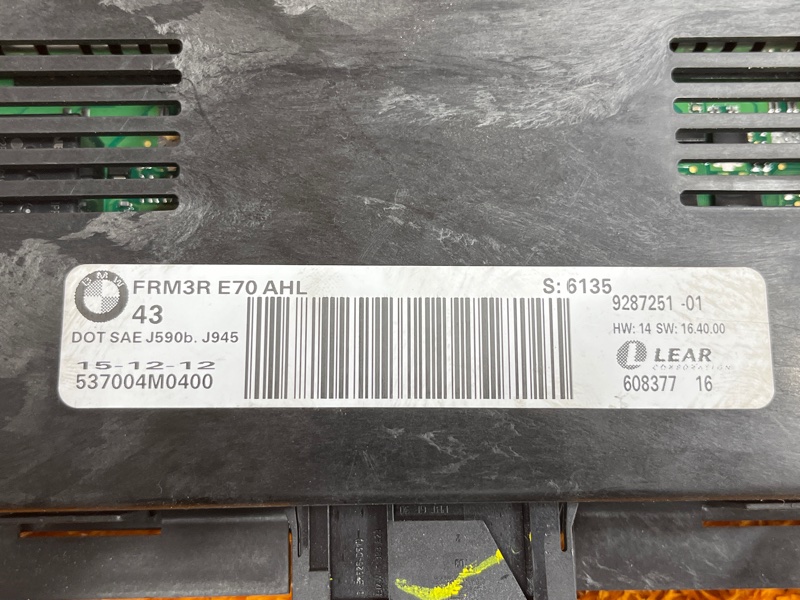 BMW
FRM3R E70 AHL
S: 6135
43
9287251 -01
DOT SAE J590b. J945
HW: 14 SW: 16.40.00
15-12-12
LEAR
CORPORATION
537004M0400
608377 16